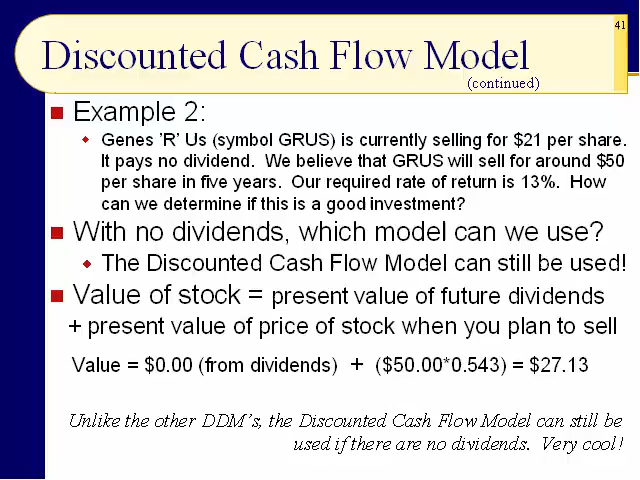 41
Discounted Cash Flow Model
(continued)
Example 2:
Genes 'R' Us (symbol GRUS) is currently selling for $21 per share.
It pays no dividend. We believe that GRUS will sell for around $50
per share in five years. Our required rate of return is 13%. How
can we determine if this is a good investment?
With no dividends, which model can we use?
The Discounted Cash Flow Model can still be used!
Value of stock = present value of future dividends
+ present value of price of stock when you plan to sell
Value = $0.00 (from dividends) + ($50.00*0.543) = $27.13
Unlike the other DDM's, the Discounted Cash Flow Model can still be
used if there are no dividends. Very cool!